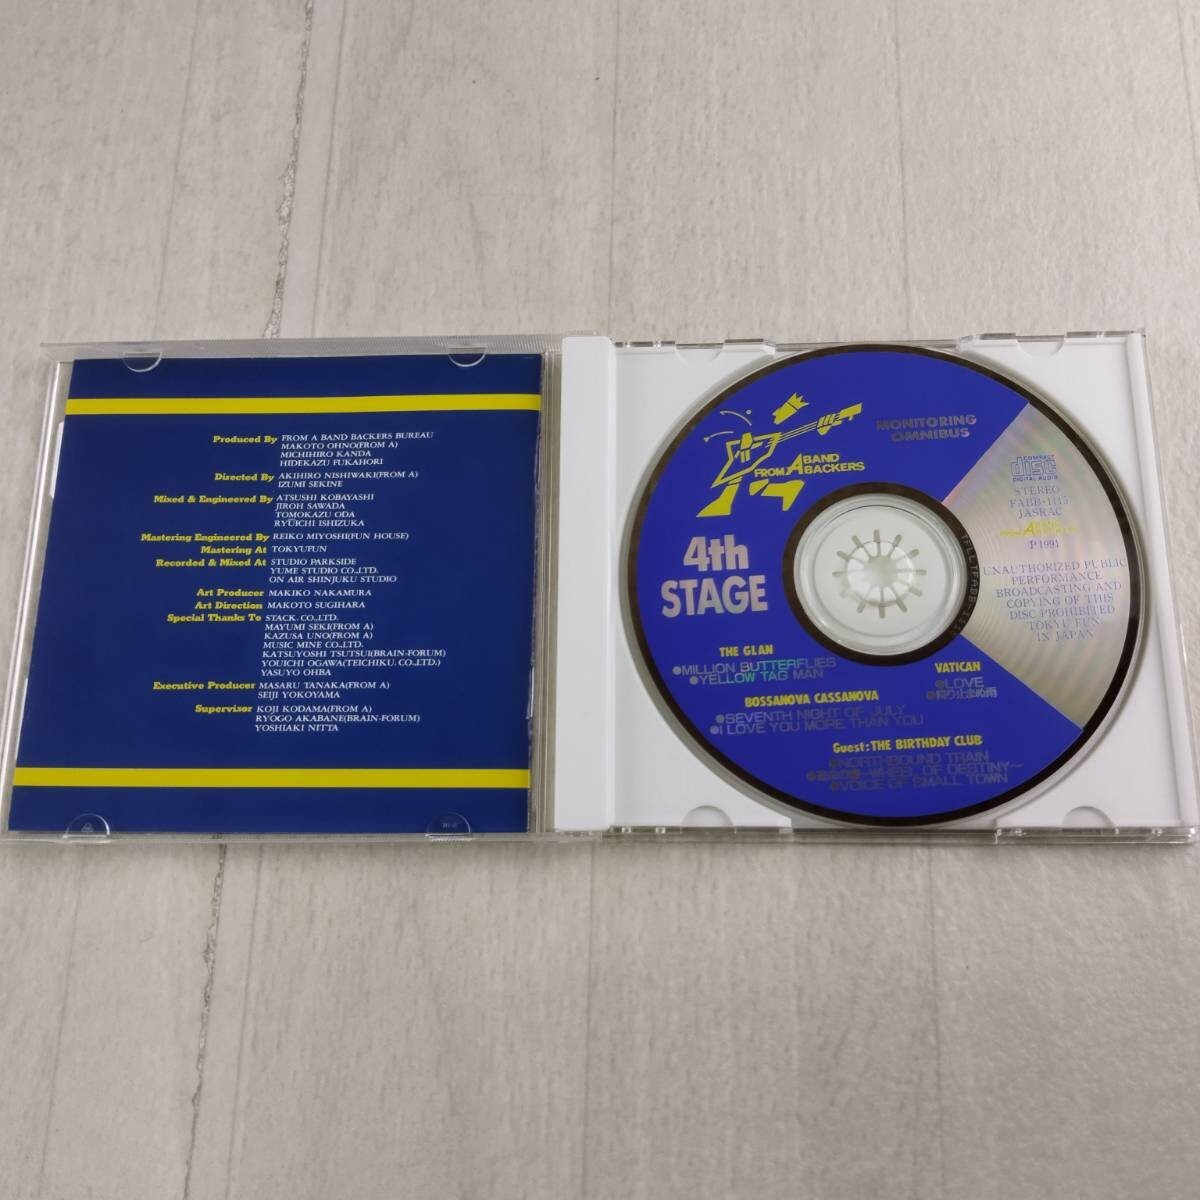 Produced By FROM A BAND BACKERS BUREAU
MAKOTO OHNO(FROM A)
MICHIHIRO KANDA
HIDEKAZU FUKAHORI
Directed By AKIHIRO NISHIWAKI(FROM A)
IZUMI SEKINE
Mixed & Engineered By ATSUSHI KOBAYASHI
JIROH SAWADA
TOMOKAZU ODA
RYŪICHI ISHIZUKA
Mastering Engineered By REIKO MIYOSHI(FUN HOUSE)
Mastering At TOKYUFUN
Recorded & Mixed At STUDIO PARKSIDE
YUME STUDIO CO.,LTD.
ON AIR SHINJUKU STUDIO
Art Producer MAKIKO NAKAMURA
Art Direction MAKOTO SUGIHARA
Special Thanks To STACK. CO.,LTD.
MAYUMI SEKI(FROM A)
KAZUSA UNO(FROM A)
MUSIC MINE CO.,LTD.
KATSUYOSHI TSUTSUI(BRAIN-FORUM)
YOUICHI OGAWA(TEICHIKU. CO.,LTD.)
YASUYO OHBA
Executive Producer MASARU TANAKA(FROM A)
SEIJI YOKOYAMA
Supervisor KOJI KODAMA(FROM A)
RYOGO AKABANE(BRAIN-FORUM)
YOSHIAKI NITTA
FROM A BAND BACKERS
MONITORING
OMNIBUS
4th
STAGE
COMPACT
disc
DIGITAL AUDIO
STEREO
FABB-1115
JASRAC
FROM A
℗1991
UNAUTHORIZED PUBLIC
PERFORMANCE
BROADCASTING AND
COPYING OF THIS
DISC PROHIBITED
TOKYU FUN
IN JAPAN
THE GLAN
●MILLION BUTTERFLIES
●YELLOW TAG MAN
VATICAN
●LOVE
BOSSANOVA CASSANOVA
●SEVENTH NIGHT OF JULY
●I LOVE YOU MORE THAN YOU
Guest:THE BIRTHDAY CLUB
●NORTHBOUND TRAIN
～WHEEL OF DESTINY～
●VOICE OF SMALL TOWN